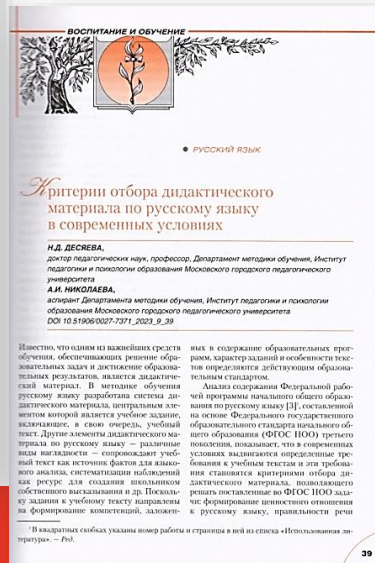 ВОСПИТАНИЕ И ОБУЧЕНИЕ
• РУССКИЙ ЯЗЫК
Критерии отбора дидактического
материала по русскому языку
в современных условиях
Н.Д. ДЕСЯЕВА,
доктор педагогических наук, профессор, Департамент методики обучения, Институт
педагогики и психологии образования Московского городского педагогического
университета
А.И. НИКОЛАЕВА,
аспирант Департамента методики обучения, Институт педагогики и психологии
образования Московского городского педагогического университета
DOI 10.51906/0027-7371_2023_9_39
Известно, что одним из важнейших средств
обучения, обеспечивающих решение обра-
зовательных задач и достижение образова-
тельных результатов, является дидактиче-
ский материал. В методике обучения
русскому языку разработана система ди-
дактического материала, центральным эле-
ментом которой является учебное задание,
включающее, в свою очередь, учебный
текст. Другие элементы дидактического ма-
териала по русскому языку — различные
виды наглядности — сопровождают учеб-
ный текст как источник фактов для языко-
вого анализа, систематизации наблюдений
как ресурс для создания школьником
собственного высказывания и др. Посколь-
ку задания к учебному тексту направлены
на формирование компетенций, заложен-
ных в содержание образовательных про-
грамм, характер заданий и особенности тек-
стов определяются действующим образова-
тельным стандартом.
Анализ содержания Федеральной рабо-
чей программы начального общего образо-
вания по русскому языку [3]¹, составленной
на основе Федерального государственного
образовательного стандарта начального об-
щего образования (ФГОС НОО) третьего
поколения, показывает, что в современных
условиях выдвигаются определенные тре-
бования к учебным текстам и эти требова-
ния становятся критериями отбора ди-
дактического материала, позволяющего
решать поставленные во ФГОС НОО зада-
чи: формирование ценностного отношения
к русскому языку, правильности речи
¹ В квадратных скобках указаны номер работы и страницы в ней из списка «Использованная ли-
тература». — Ред.
39